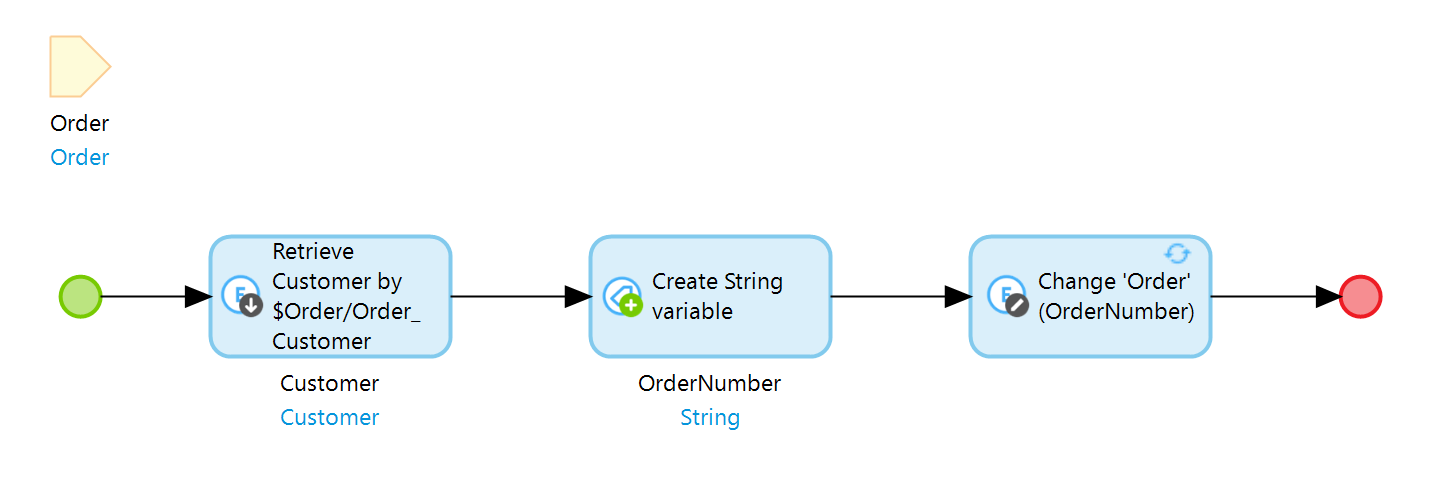 Order
Order
Retrieve
Customer by
$Order/Order_
Customer
Customer
Customer
E
Create String
variable
OrderNumber
String
E
Change 'Order'
(OrderNumber)